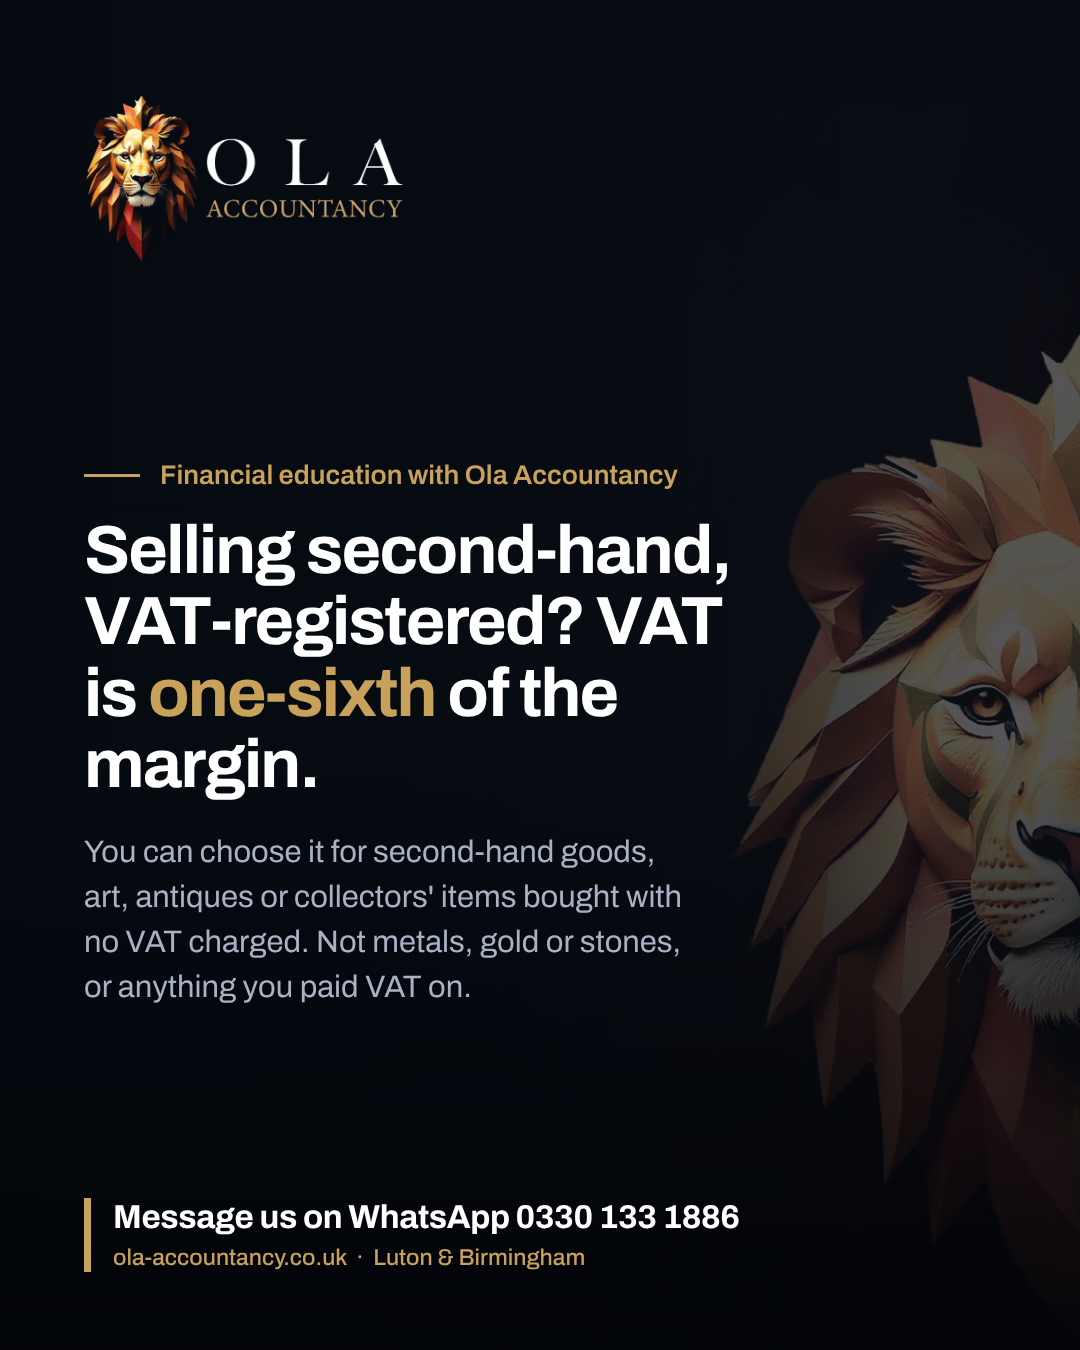 OLA
ACCOUNTANCY
Financial education with Ola Accountancy
Selling second-hand,
VAT-registered? VAT
is one-sixth of the
margin.
You can choose it for second-hand goods,
art, antiques or collectors' items bought with
no VAT charged. Not metals, gold or stones,
or anything you paid VAT on.
Message us on WhatsApp 0330 133 1886
ola-accountancy.co.uk · Luton & Birmingham